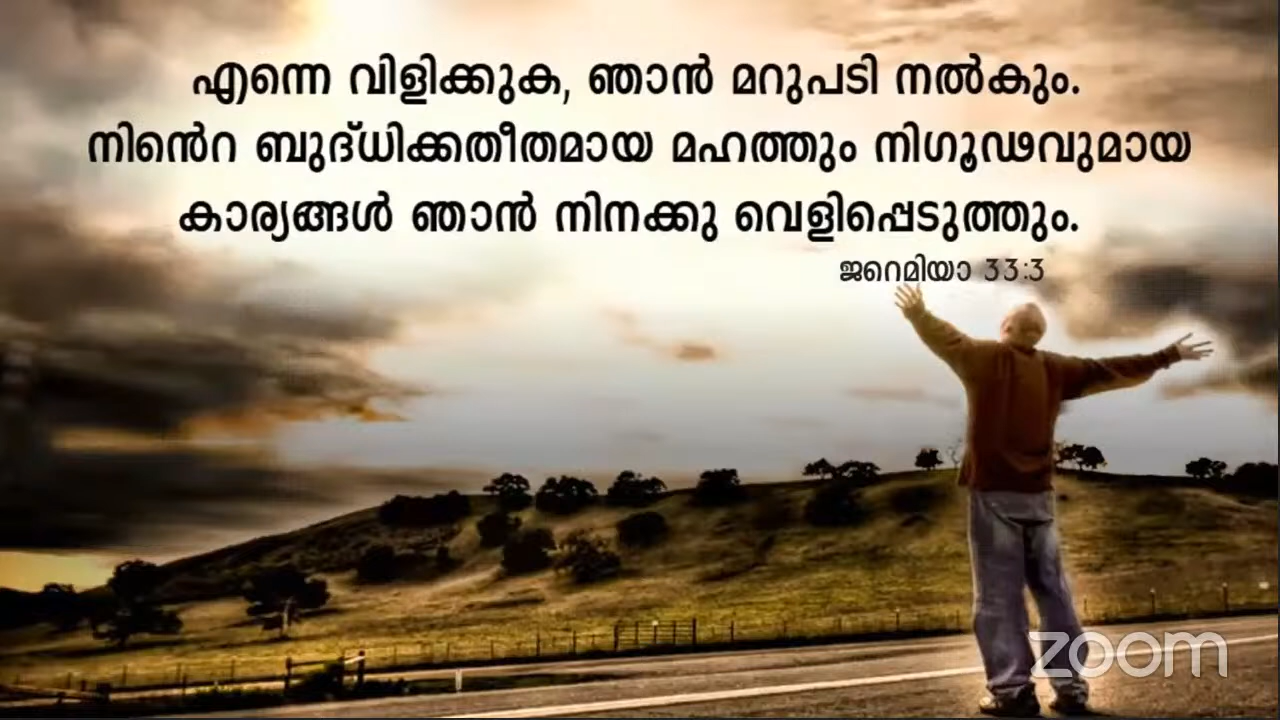 എന്നെ വിളിക്കുക, ഞാൻ മറുപടി നൽകും.
നിൻെറ ബുദ്ധിക്കതീതമായ മഹത്തും നിഗൂഢവുമായ
കാര്യങ്ങൾ ഞാൻ നിനക്കു വെളിപ്പെടുത്തും.
ജറെമിയാ 33:3
zoom